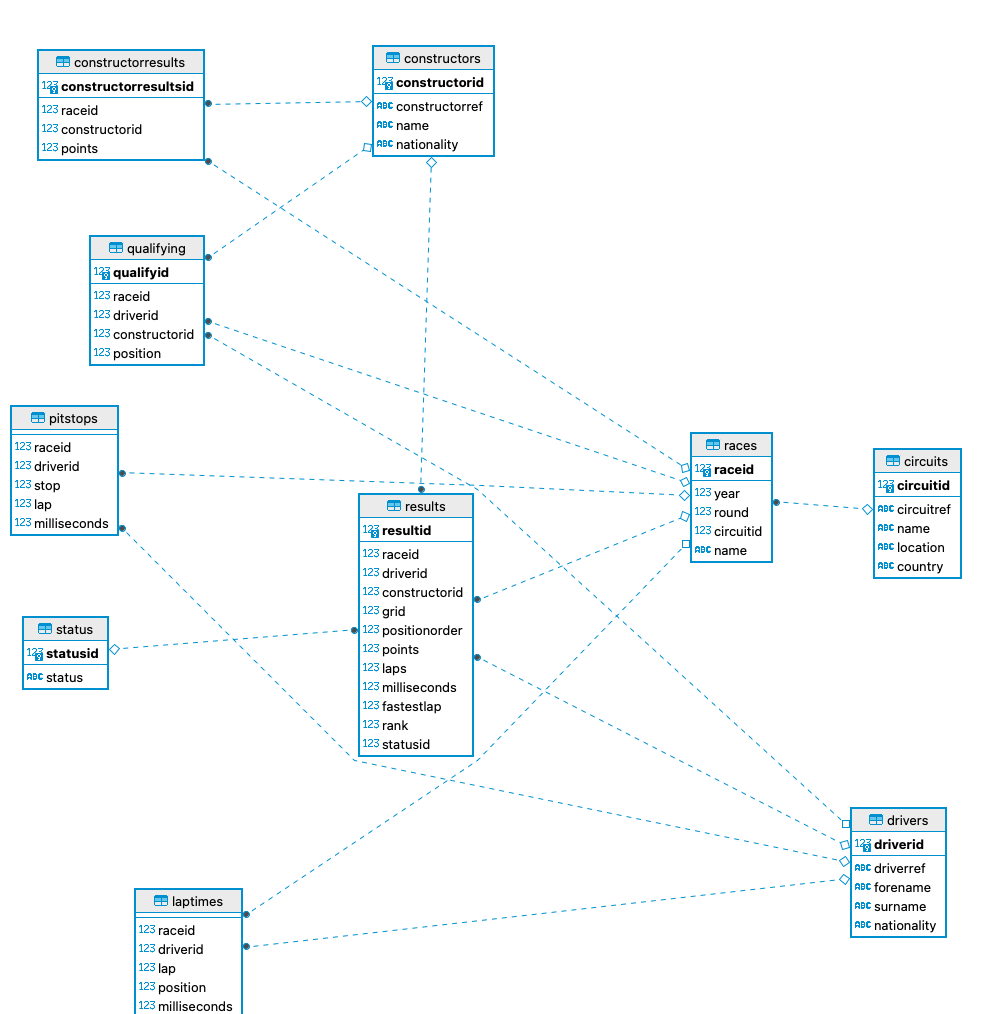 constructorresults
123 constructorresultsid
123 raceid
123 constructorid
123 points
constructors
123 constructorid
ABC constructorref
ABC name
ABC nationality
qualifying
123 qualifyid
123 raceid
123 driverid
123 constructorid
123 position
pitstops
123 raceid
123 driverid
123 stop
123 lap
123 milliseconds
status
123 statusid
ABC status
results
123 resultid
123 raceid
123 driverid
123 constructorid
123 grid
123 positionorder
123 points
123 laps
123 milliseconds
123 fastestlap
123 rank
123 statusid
races
123 raceid
123 year
123 round
123 circuitid
ABC name
circuits
123 circuitid
ABC circuitref
ABC name
ABC location
ABC country
drivers
123 driverid
ABC driverref
ABC forename
ABC surname
ABC nationality
laptimes
123 raceid
123 driverid
123 lap
123 position
123 milliseconds